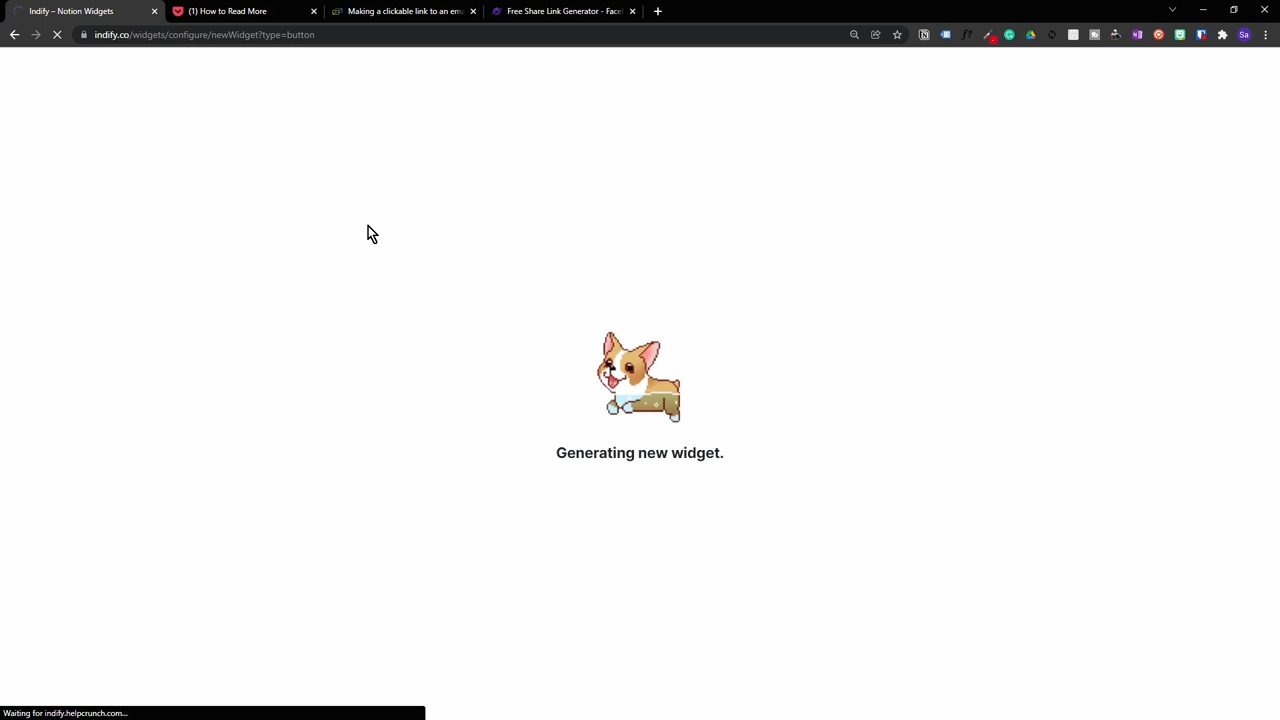 Indify – Notion Widgets
(1) How to Read More
Making a clickable link to an em
Free Share Link Generator - Face
indify.co/widgets/configure/newWidget?type=button
Sa
Generating new widget.
Waiting for indify.helpcrunch.com...